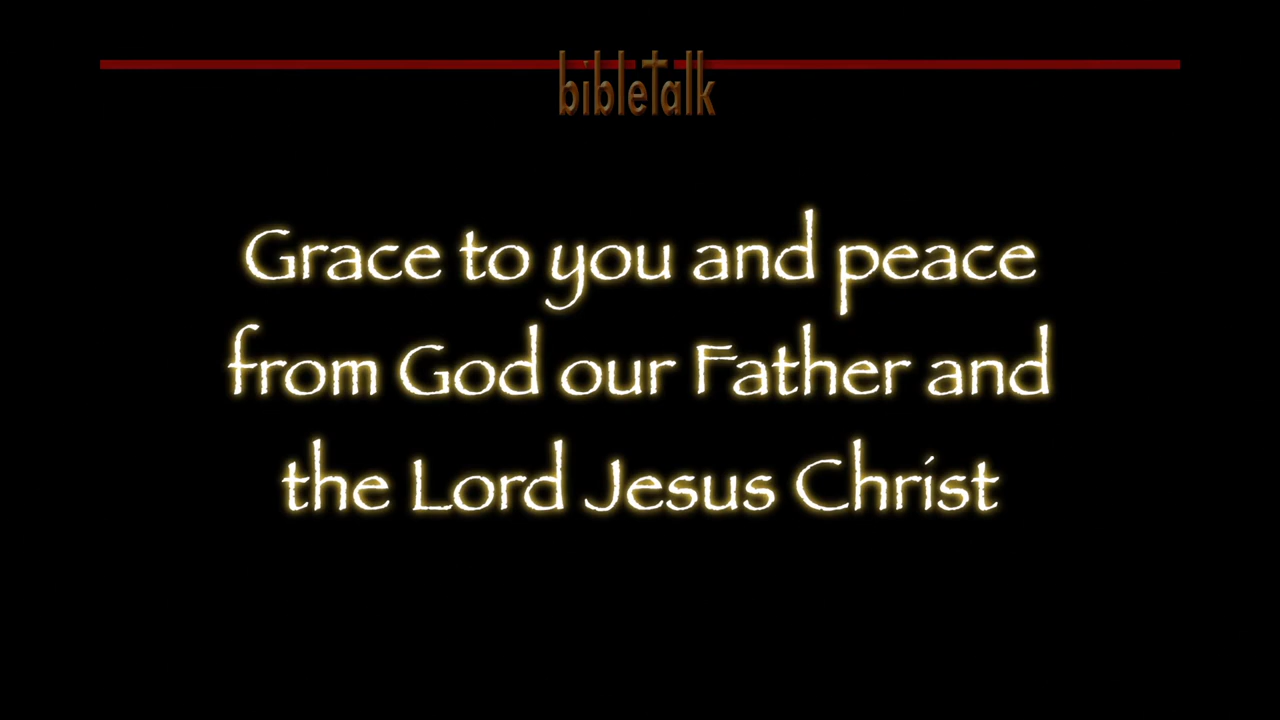 bibleTalk
Grace to you and peace
from God our Father and
the Lord Jesus Christ